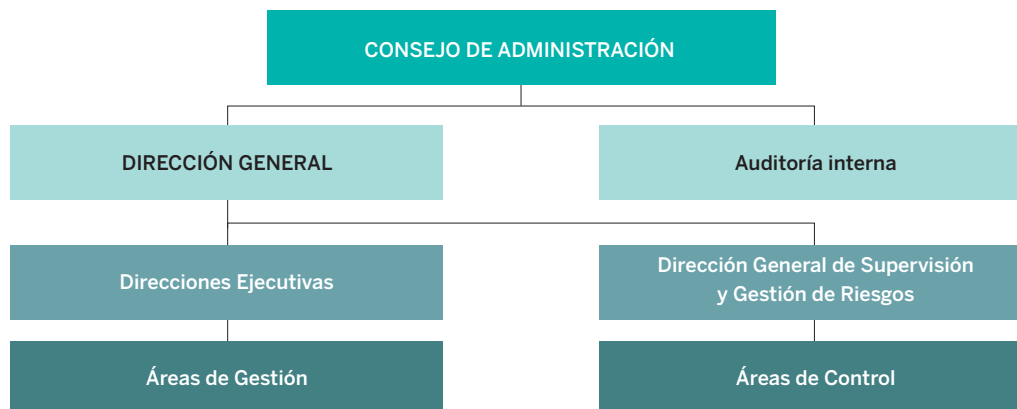 CONSEJO DE ADMINISTRACIÓN
DIRECCIÓN GENERAL
Auditoría interna
Direcciones Ejecutivas
Dirección General de Supervisión
y Gestión de Riesgos
Áreas de Gestión
Áreas de Control